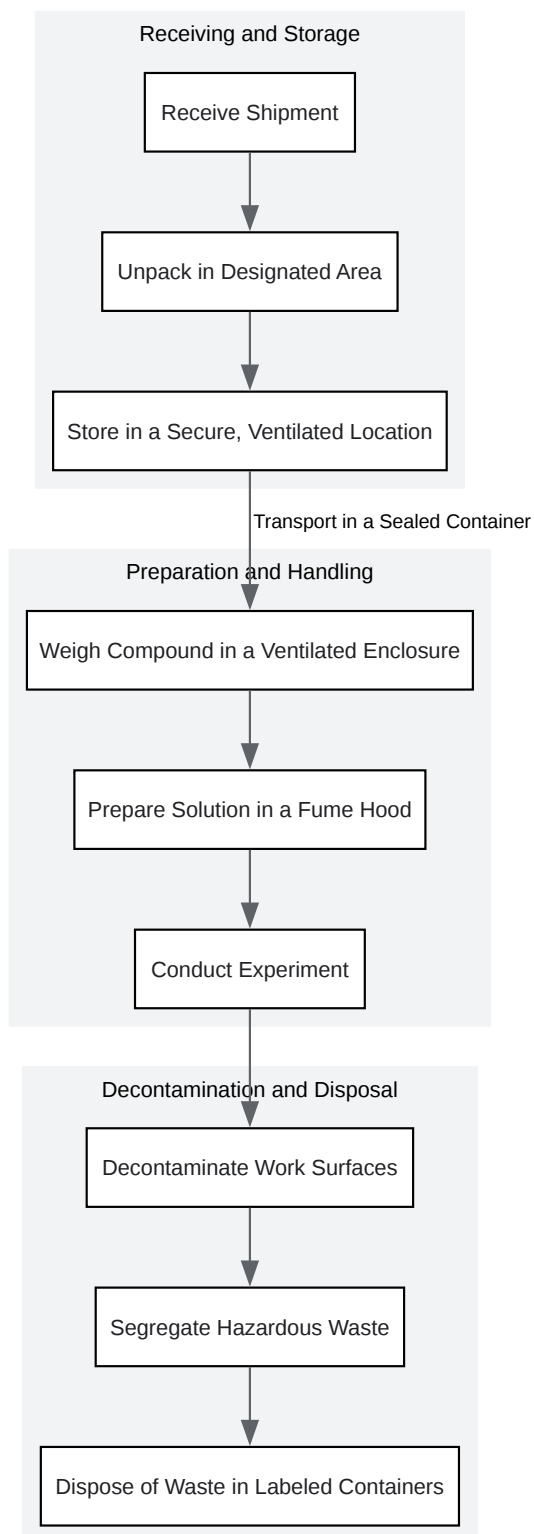 Receiving and Storage
Receive Shipment
Unpack in Designated Area
Store in a Secure, Ventilated Location
Transport in a Sealed Container
Preparation and Handling
Weigh Compound in a Ventilated Enclosure
Prepare Solution in a Fume Hood
Conduct Experiment
Decontamination and Disposal
Decontaminate Work Surfaces
Segregate Hazardous Waste
Dispose of Waste in Labeled Containers